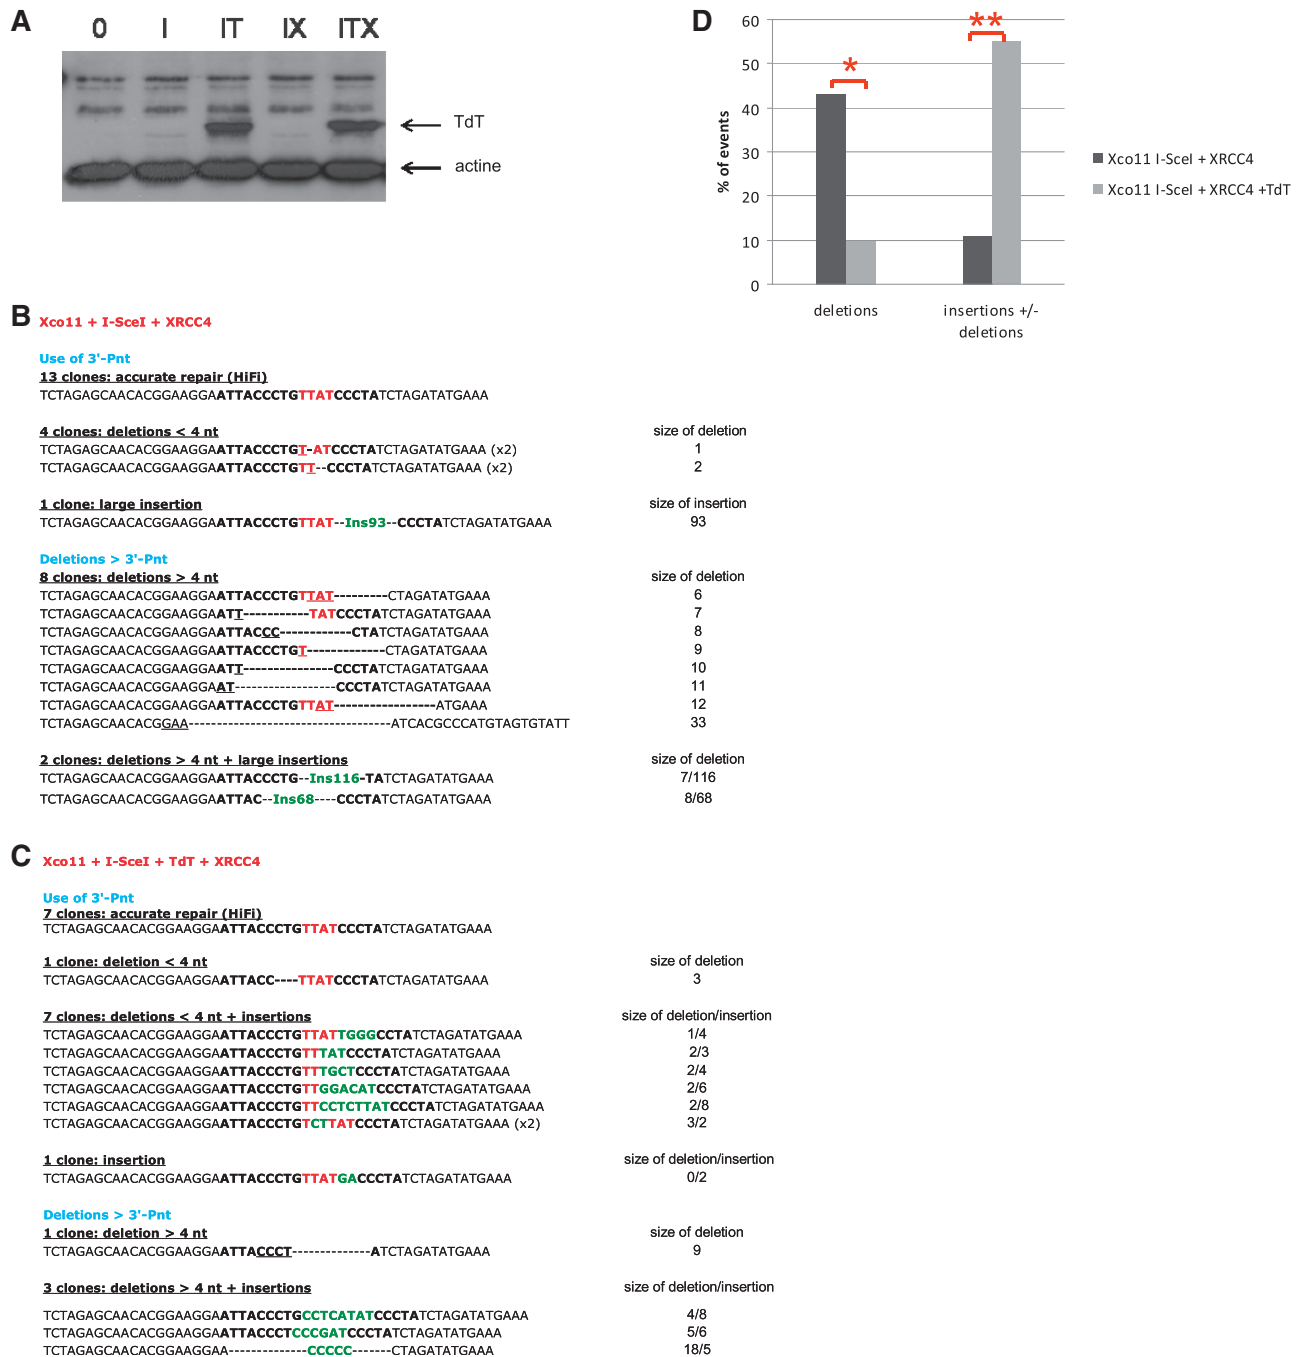 A
0 I IT IX ITX
TdT
actine
D
60
50
40
30
20
10
0
% of events
* **
deletions
insertions +/-
deletions
Xco11 I-SceI + XRCC4
Xco11 I-SceI + XRCC4 +TdT
B
Xco11 + I-SceI + XRCC4
Use of 3'-Pnt
13 clones: accurate repair (HiFi)
TCTAGAGCAACACGGAAGGAATTACCCTGTTATCCCTATCTAGATATGAAA
4 clones: deletions < 4 nt size of deletion
TCTAGAGCAACACGGAAGGAATTACCCTGT-ATCCCTATCTAGATATGAAA (x2) 1
TCTAGAGCAACACGGAAGGAATTACCCTGTT--CCCTATCTAGATATGAAA (x2) 2
1 clone: large insertion size of insertion
TCTAGAGCAACACGGAAGGAATTACCCTGTTAT--Ins93--CCCTATCTAGATATGAAA 93
Deletions > 3'-Pnt
8 clones: deletions > 4 nt size of deletion
TCTAGAGCAACACGGAAGGAATTACCCTGTTAT---------CTAGATATGAAA 6
TCTAGAGCAACACGGAAGGAATT-----------TATCCCTATCTAGATATGAAA 7
TCTAGAGCAACACGGAAGGAATTACCC------------CTATCTAGATATGAAA 8
TCTAGAGCAACACGGAAGGAATTACCCTGT-------------CTAGATATGAAA 9
TCTAGAGCAACACGGAAGGAATT---------------CCCTATCTAGATATGAAA 10
TCTAGAGCAACACGGAAGGAAT-----------------CCCTATCTAGATATGAAA 11
TCTAGAGCAACACGGAAGGAATTACCCTGTTAT-----------------ATGAAA 12
TCTAGAGCAACACGGAA----------------------------------ATCACGCCCATGTAGTGTATT 33
2 clones: deletions > 4 nt + large insertions size of deletion
TCTAGAGCAACACGGAAGGAATTACCCTG--Ins116-TATCTAGATATGAAA 7/116
TCTAGAGCAACACGGAAGGAATTAC--Ins68----CCCTATCTAGATATGAAA 8/68
C
Xco11 + I-SceI + TdT + XRCC4
Use of 3'-Pnt
7 clones: accurate repair (HiFi)
TCTAGAGCAACACGGAAGGAATTACCCTGTTATCCCTATCTAGATATGAAA
1 clone: deletion < 4 nt size of deletion
TCTAGAGCAACACGGAAGGAATTACC----TTATCCCTATCTAGATATGAAA 3
7 clones: deletions < 4 nt + insertions size of deletion/insertion
TCTAGAGCAACACGGAAGGAATTACCCTGTTATTGGGCCTATCTAGATATGAAA 1/4
TCTAGAGCAACACGGAAGGAATTACCCTGTTTATCCCTATCTAGATATGAAA 2/3
TCTAGAGCAACACGGAAGGAATTACCCTGTTTGCTCCCTATCTAGATATGAAA 2/4
TCTAGAGCAACACGGAAGGAATTACCCTGTTGGACATCCCTATCTAGATATGAAA 2/6
TCTAGAGCAACACGGAAGGAATTACCCTGTTCCTCTTATCCCTATCTAGATATGAAA 2/8
TCTAGAGCAACACGGAAGGAATTACCCTGTCTTATCCCTATCTAGATATGAAA (x2) 3/2
1 clone: insertion size of deletion/insertion
TCTAGAGCAACACGGAAGGAATTACCCTGTTATGACCCTATCTAGATATGAAA 0/2
Deletions > 3'-Pnt
1 clone: deletion > 4 nt size of deletion
TCTAGAGCAACACGGAAGGAATTACCCT-------------ATCTAGATATGAAA 9
3 clones: deletions > 4 nt + insertions size of deletion/insertion
TCTAGAGCAACACGGAAGGAATTACCCTGCCTCATATCCCTATCTAGATATGAAA 4/8
TCTAGAGCAACACGGAAGGAATTACCCTCCCGATCCCTATCTAGATATGAAA 5/6
TCTAGAGCAACACGGAAGGAA-------------CCCCC-------CTAGATATGAAA 18/5